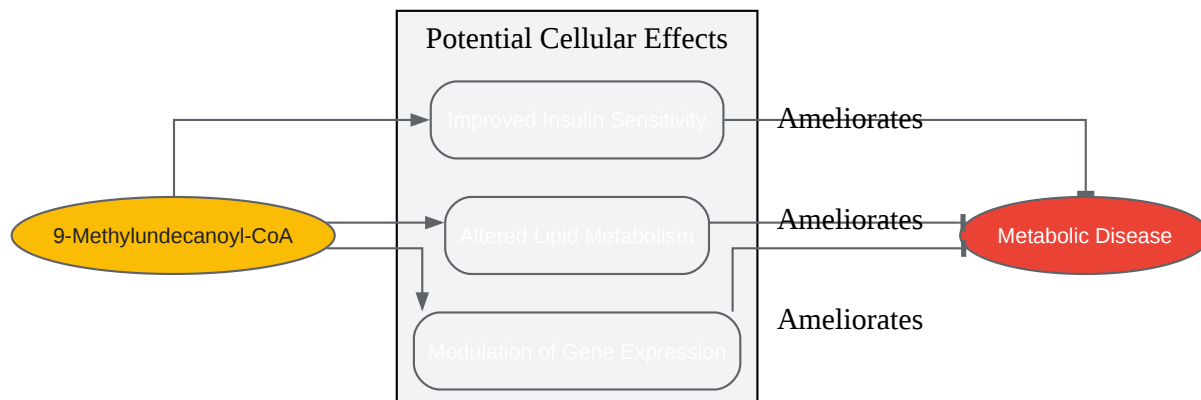 Potential Cellular Effects
Improved Insulin Sensitivity
Ameliorates
9-Methylundecanoyl-CoA
Altered Lipid Metabolism
Ameliorates
Metabolic Disease
Ameliorates
Modulation of Gene Expression